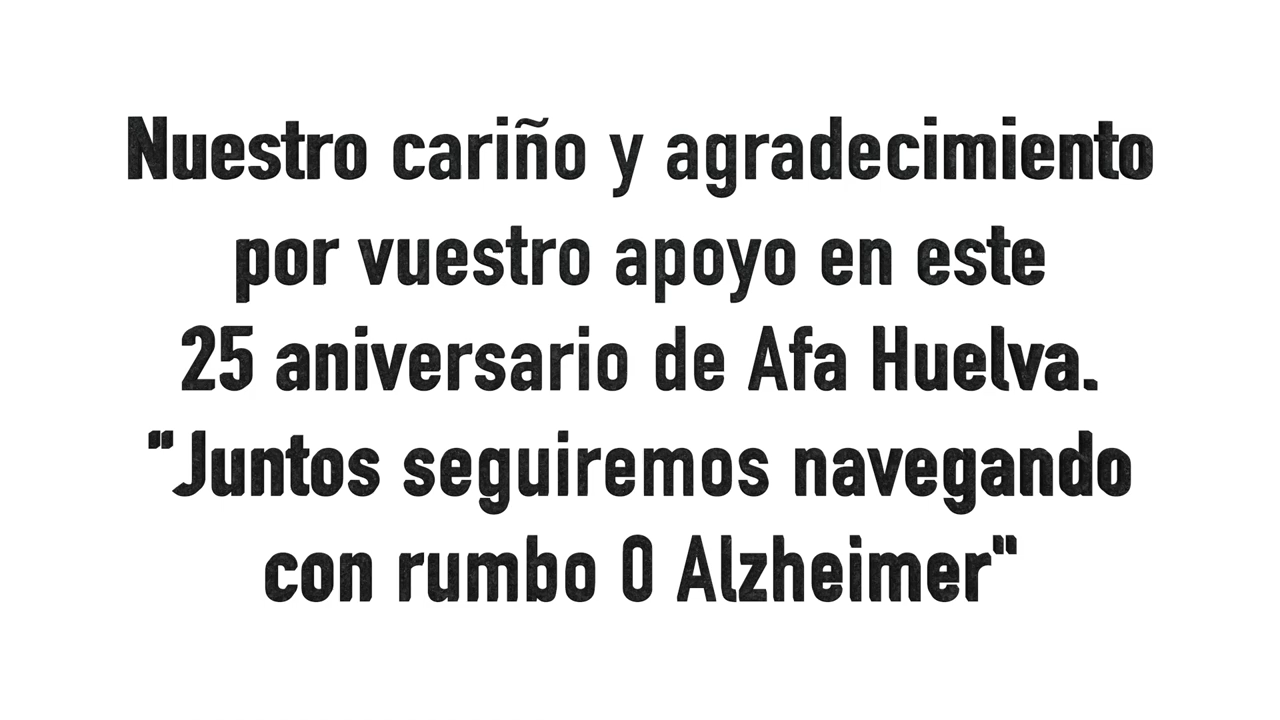 Nuestro cariño y agradecimiento
por vuestro apoyo en este
25 aniversario de Afa Huelva.
"Juntos seguiremos navegando
con rumbo 0 Alzheimer"